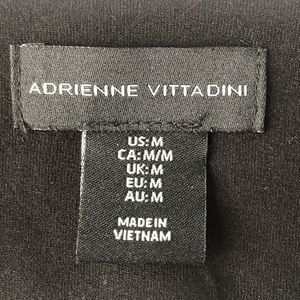 ADRIENNE VITTADINI
US: M
CA: M/M
UK: M
EU: M
AU: M
MADE IN
VIETNAM